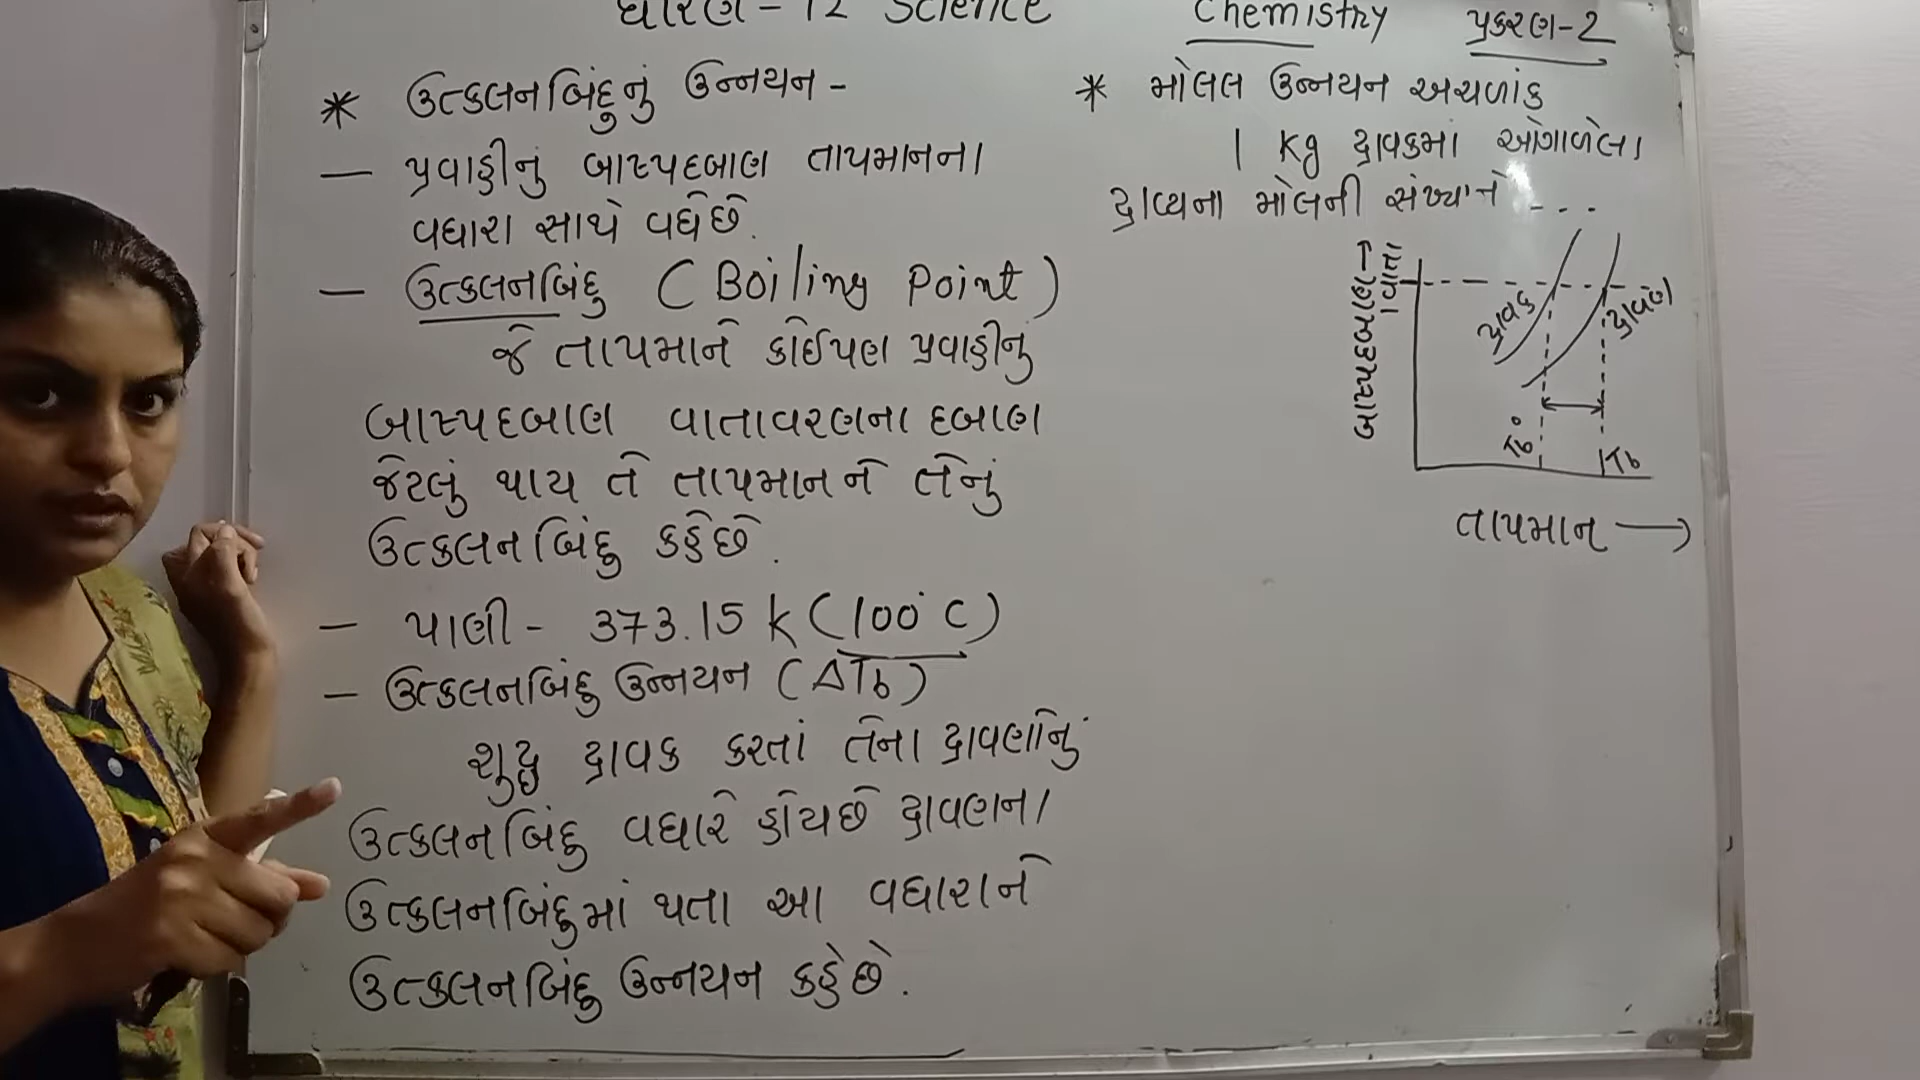 ધોરણ - 12 Science Chemistry પ્રકરણ-2
* ઉત્કલનબિંદુનું ઉન્નયન -
— પ્રવાહીનું બાષ્પદબાણ તાપમાનના
વધારા સાથે વધે છે.
— ઉત્કલનબિંદુ (Boiling Point)
જે તાપમાને કોઈપણ પ્રવાહીનું
બાષ્પદબાણ વાતાવરણના દબાણ
જેટલું થાય તે તાપમાનને તેનું
ઉત્કલનબિંદુ કહે છે.
— પાણી - 373.15 K (100°C)
— ઉત્કલનબિંદુ ઉન્નયન (ΔTb)
શુદ્ધ દ્રાવક કરતાં તેના દ્રાવણોનું
ઉત્કલનબિંદુ વધારે હોય છે દ્રાવણના
ઉત્કલનબિંદુમાં થતા આ વધારાને
ઉત્કલનબિંદુ ઉન્નયન કહે છે.
* મોલલ ઉન્નયન અચળાંક
1 kg દ્રાવકમાં ઓગાળેલા
દ્રાવ્યના મોલની સંખ્યાને - - -
બાષ્પદબાણ →
1 વાતા
દ્રાવક
દ્રાવણ
Tb° Tb
તાપમાન →